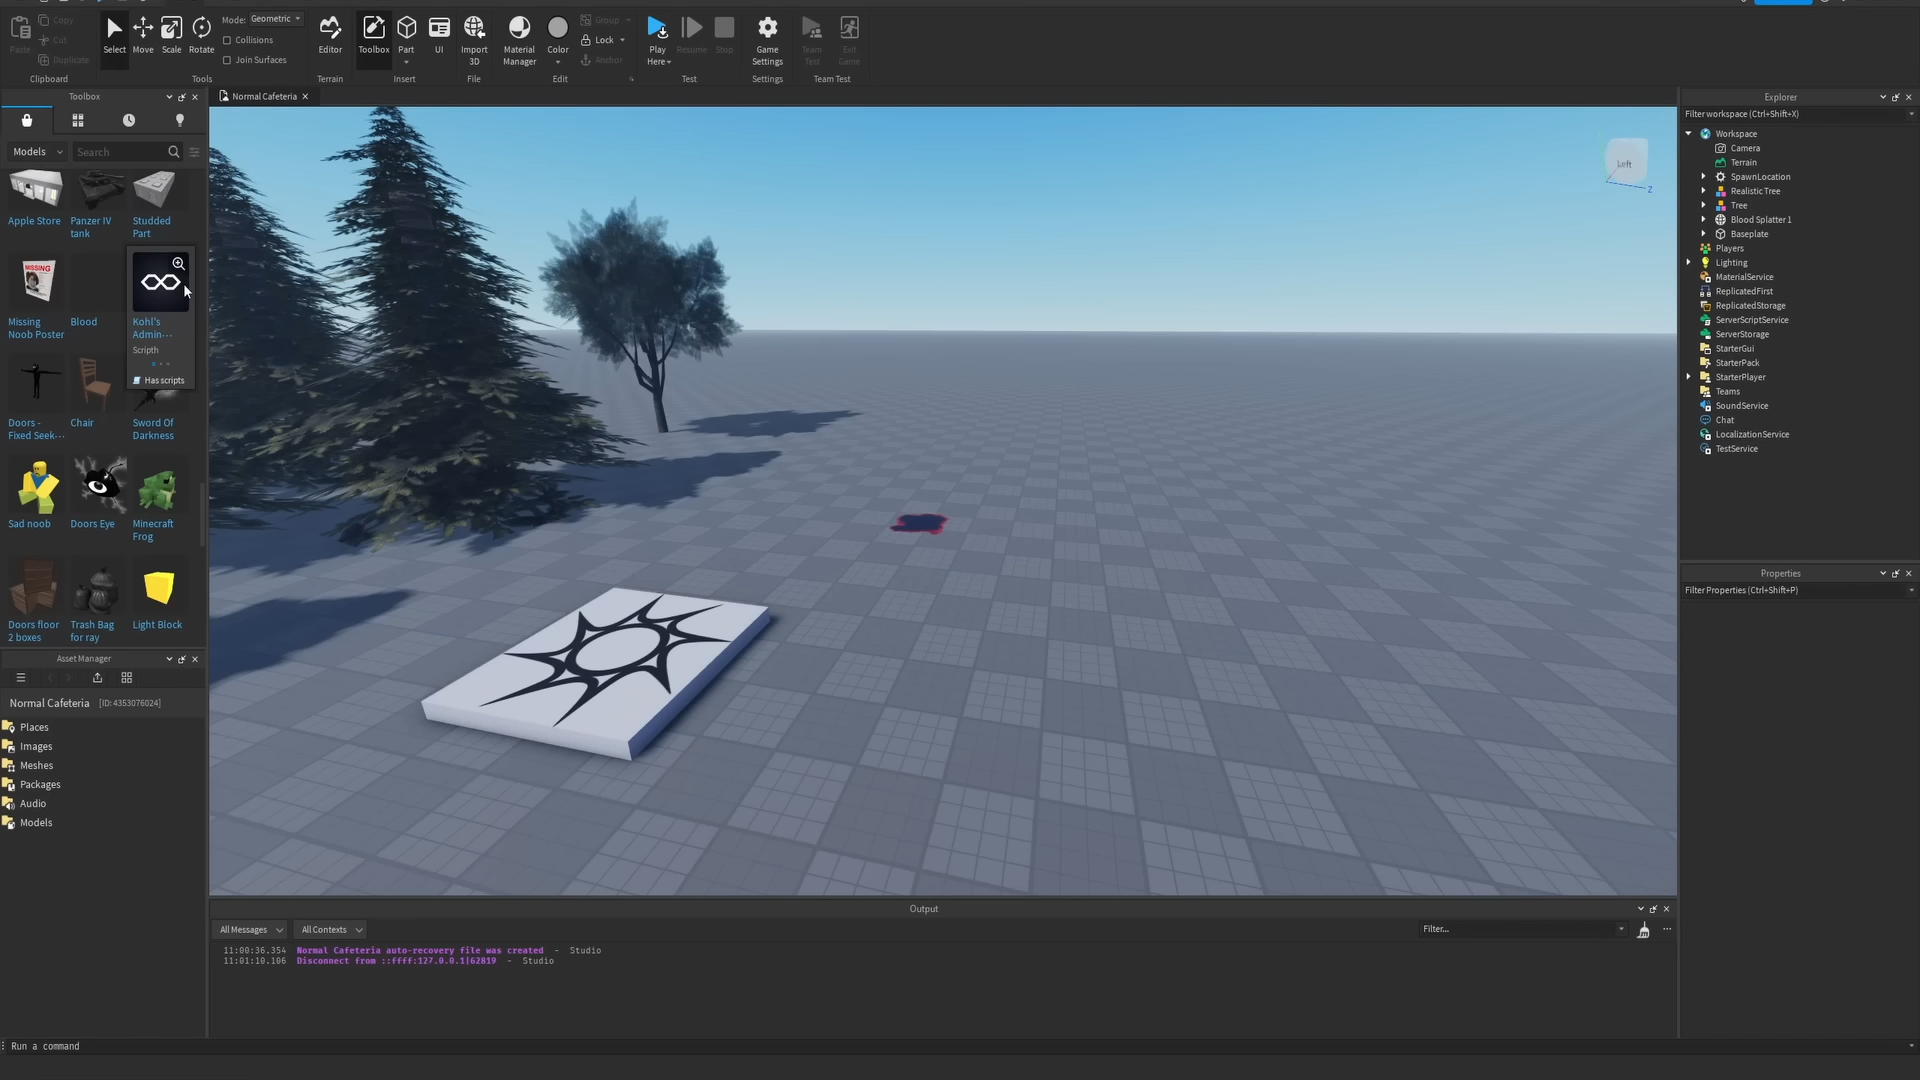 Paste
Copy
Cut
Duplicate
Clipboard
Select
Move
Scale
Rotate
Mode: Geometric
Collisions
Join Surfaces
Tools
Editor
Terrain
Toolbox
Part
UI
Insert
Import
3D
File
Material
Manager
Color
Group
Lock
Anchor
Edit
Play
Here
Resume
Stop
Test
Game
Settings
Settings
Team
Test
Exit
Game
Team Test
Toolbox
Models
Search
Apple Store
Panzer IV
tank
Studded
Part
Missing
Noob Poster
MISSING
Blood
Kohl's
Admin...
Scripth
Has scripts
Doors -
Fixed Seek...
Chair
Sword Of
Darkness
Sad noob
Doors Eye
Minecraft
Frog
Doors floor
2 boxes
Trash Bag
for ray
Light Block
Asset Manager
Normal Cafeteria [ID: 4353076024]
Places
Images
Meshes
Packages
Audio
Models
Normal Cafeteria
Left
Z
Output
All Messages
All Contexts
Filter...
11:00:36.354 Normal Cafeteria auto-recovery file was created - Studio
11:01:10.106 Disconnect from ::ffff:127.0.0.1|62819 - Studio
Run a command
Explorer
Filter workspace (Ctrl+Shift+X)
Workspace
Camera
Terrain
SpawnLocation
Realistic Tree
Tree
Blood Splatter 1
Baseplate
Players
Lighting
MaterialService
ReplicatedFirst
ReplicatedStorage
ServerScriptService
ServerStorage
StarterGui
StarterPack
StarterPlayer
Teams
SoundService
Chat
LocalizationService
TestService
Properties
Filter Properties (Ctrl+Shift+P)